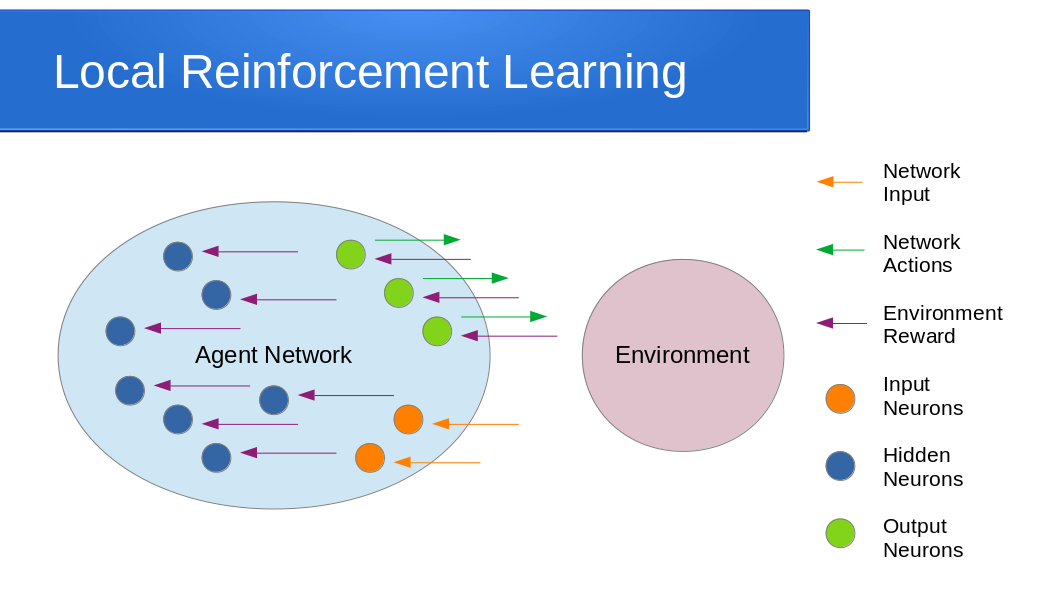 Local Reinforcement Learning
Agent Network
Environment
Network
Input
Network
Actions
Environment
Reward
Input
Neurons
Hidden
Neurons
Output
Neurons